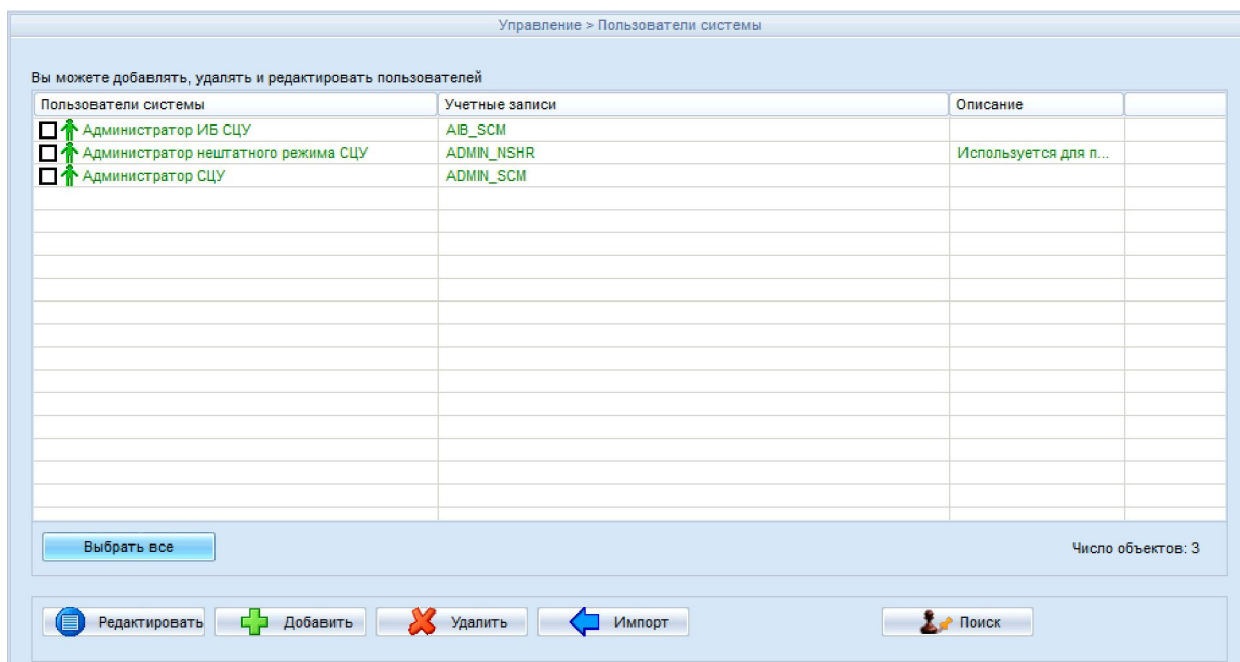 Управление > Пользователи системы
Вы можете добавлять, удалять и редактировать пользователей
Пользователи системы Учетные записи Описание
Администратор ИБ СЦУ AIB_SCM
Администратор нештатного режима СЦУ ADMIN_NSHR Используется для п...
Администратор СЦУ ADMIN_SCM
Выбрать все Число объектов: 3
Редактировать Добавить Удалить Импорт Поиск